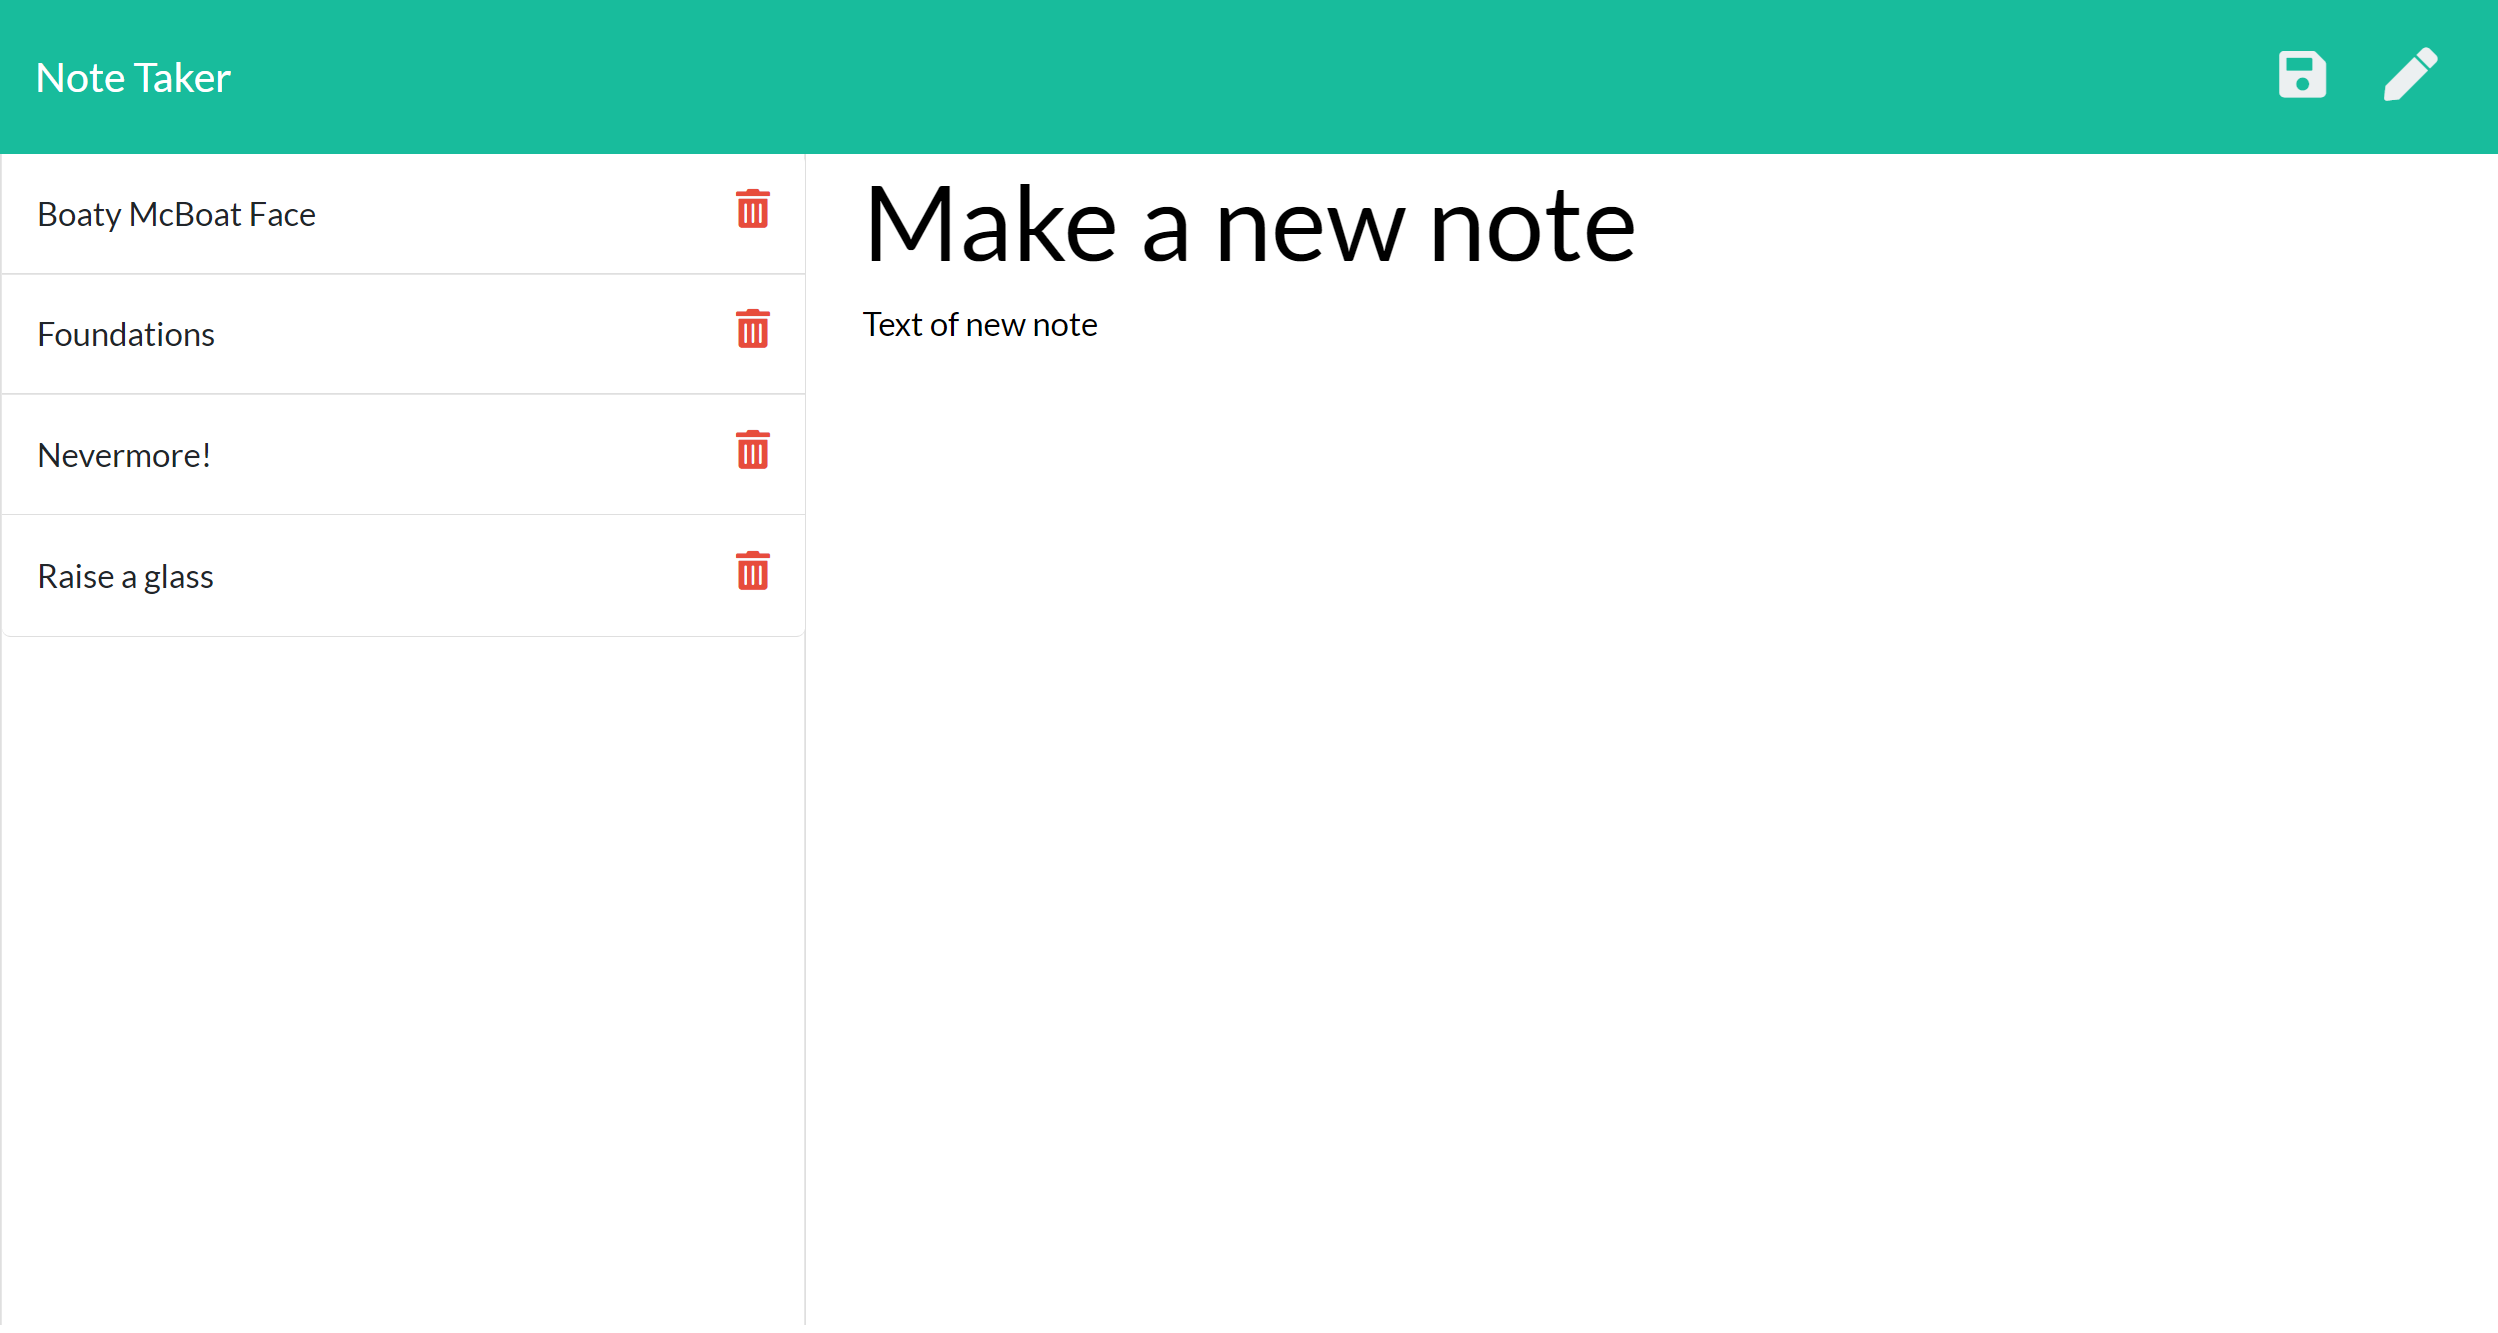 Note Taker
Boaty McBoat Face
Foundations
Nevermore!
Raise a glass
Make a new note
Text of new note